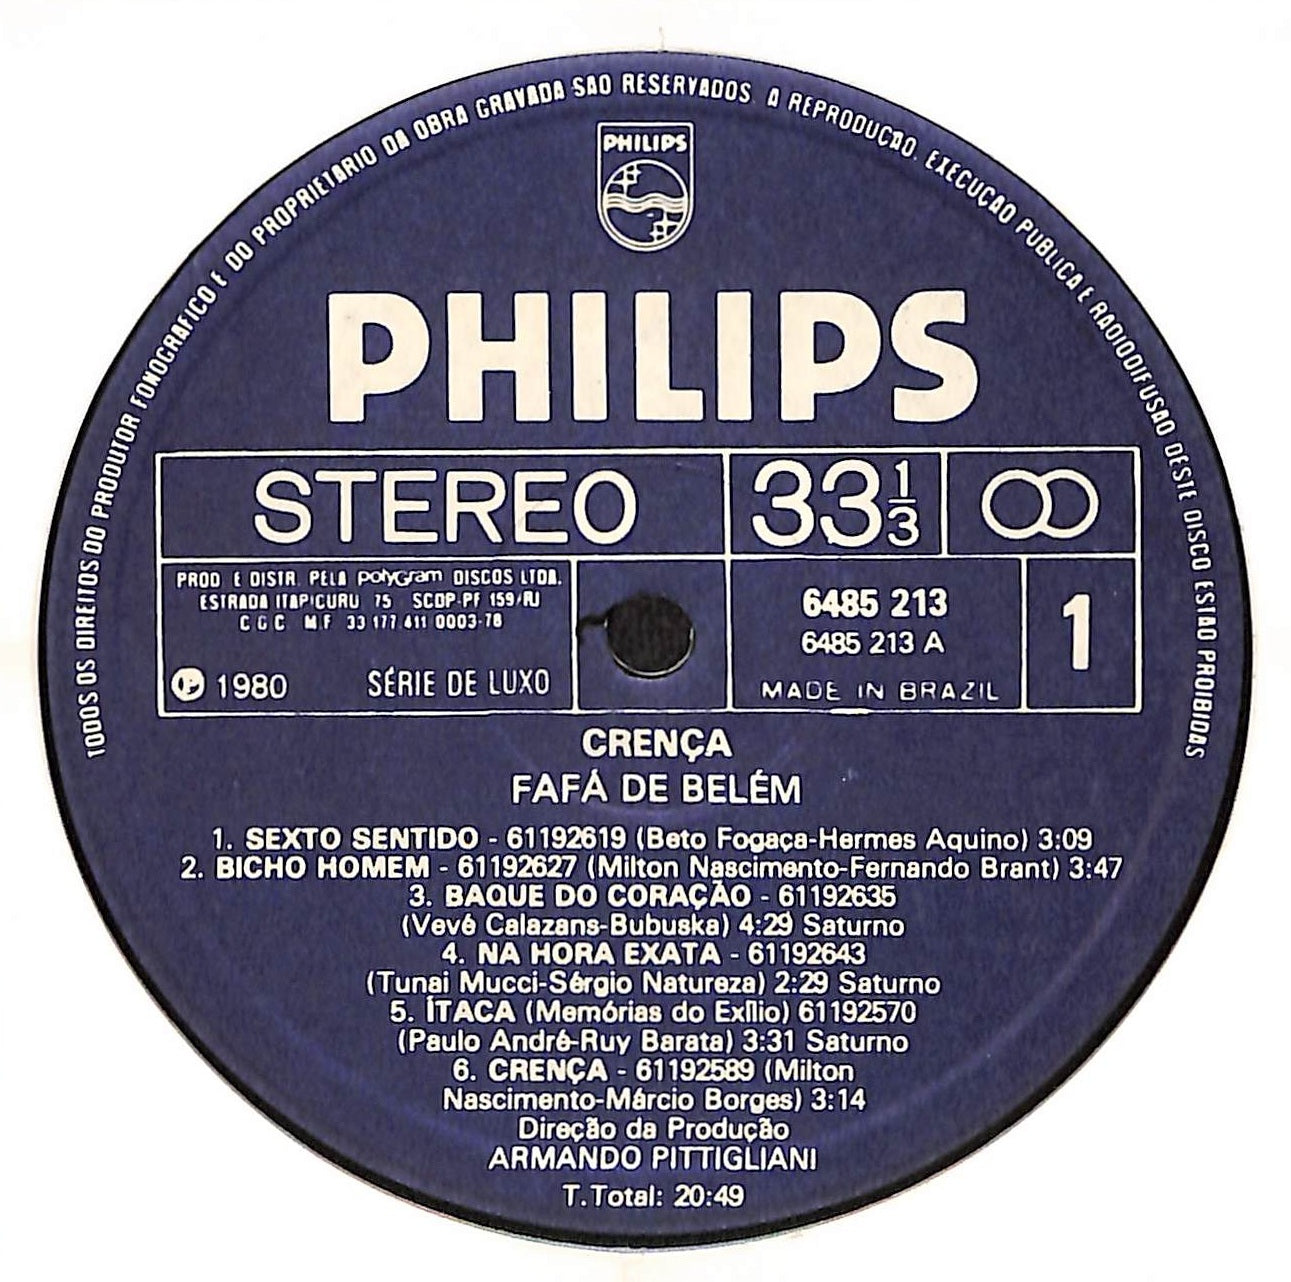 TODOS OS DIREITOS DO PRODUTOR FONOGRAFICO E DO PROPRIETARIO DA OBRA GRAVADA SAO RESERVADOS. A REPRODUCAO. EXECUCAO PUBLICA E RADIODIFUSAO DESTE DISCO ESTAO PROIBIDAS
PHILIPS
PHILIPS
STEREO
33 1/3
PROD. E DISTR. PELA PolyGram DISCOS LTDA.
ESTRADA ITAPICURU 75 SCDP-PF 159/RJ
C G C M F 33 177 411 0003-78
℗ 1980 SÉRIE DE LUXO
6485 213
6485 213 A
MADE IN BRAZIL
1
CRENÇA
FAFÁ DE BELÉM
1. SEXTO SENTIDO - 61192619 (Beto Fogaça-Hermes Aquino) 3:09
2. BICHO HOMEM - 61192627 (Milton Nascimento-Fernando Brant) 3:47
3. BAQUE DO CORAÇÃO - 61192635
(Vevé Calazans-Bubuska) 4:29 Saturno
4. NA HORA EXATA - 61192643
(Tunai Mucci-Sérgio Natureza) 2:29 Saturno
5. ÍTACA (Memórias do Exílio) 61192570
(Paulo André-Ruy Barata) 3:31 Saturno
6. CRENÇA - 61192589 (Milton
Nascimento-Márcio Borges) 3:14
Direção da Produção
ARMANDO PITTIGLIANI
T. Total: 20:49